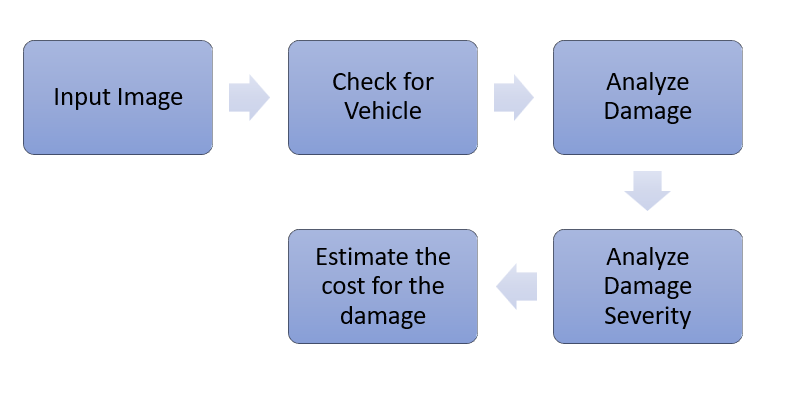 Input Image
Check for
Vehicle
Analyze
Damage
Analyze
Damage
Severity
Estimate the
cost for the
damage